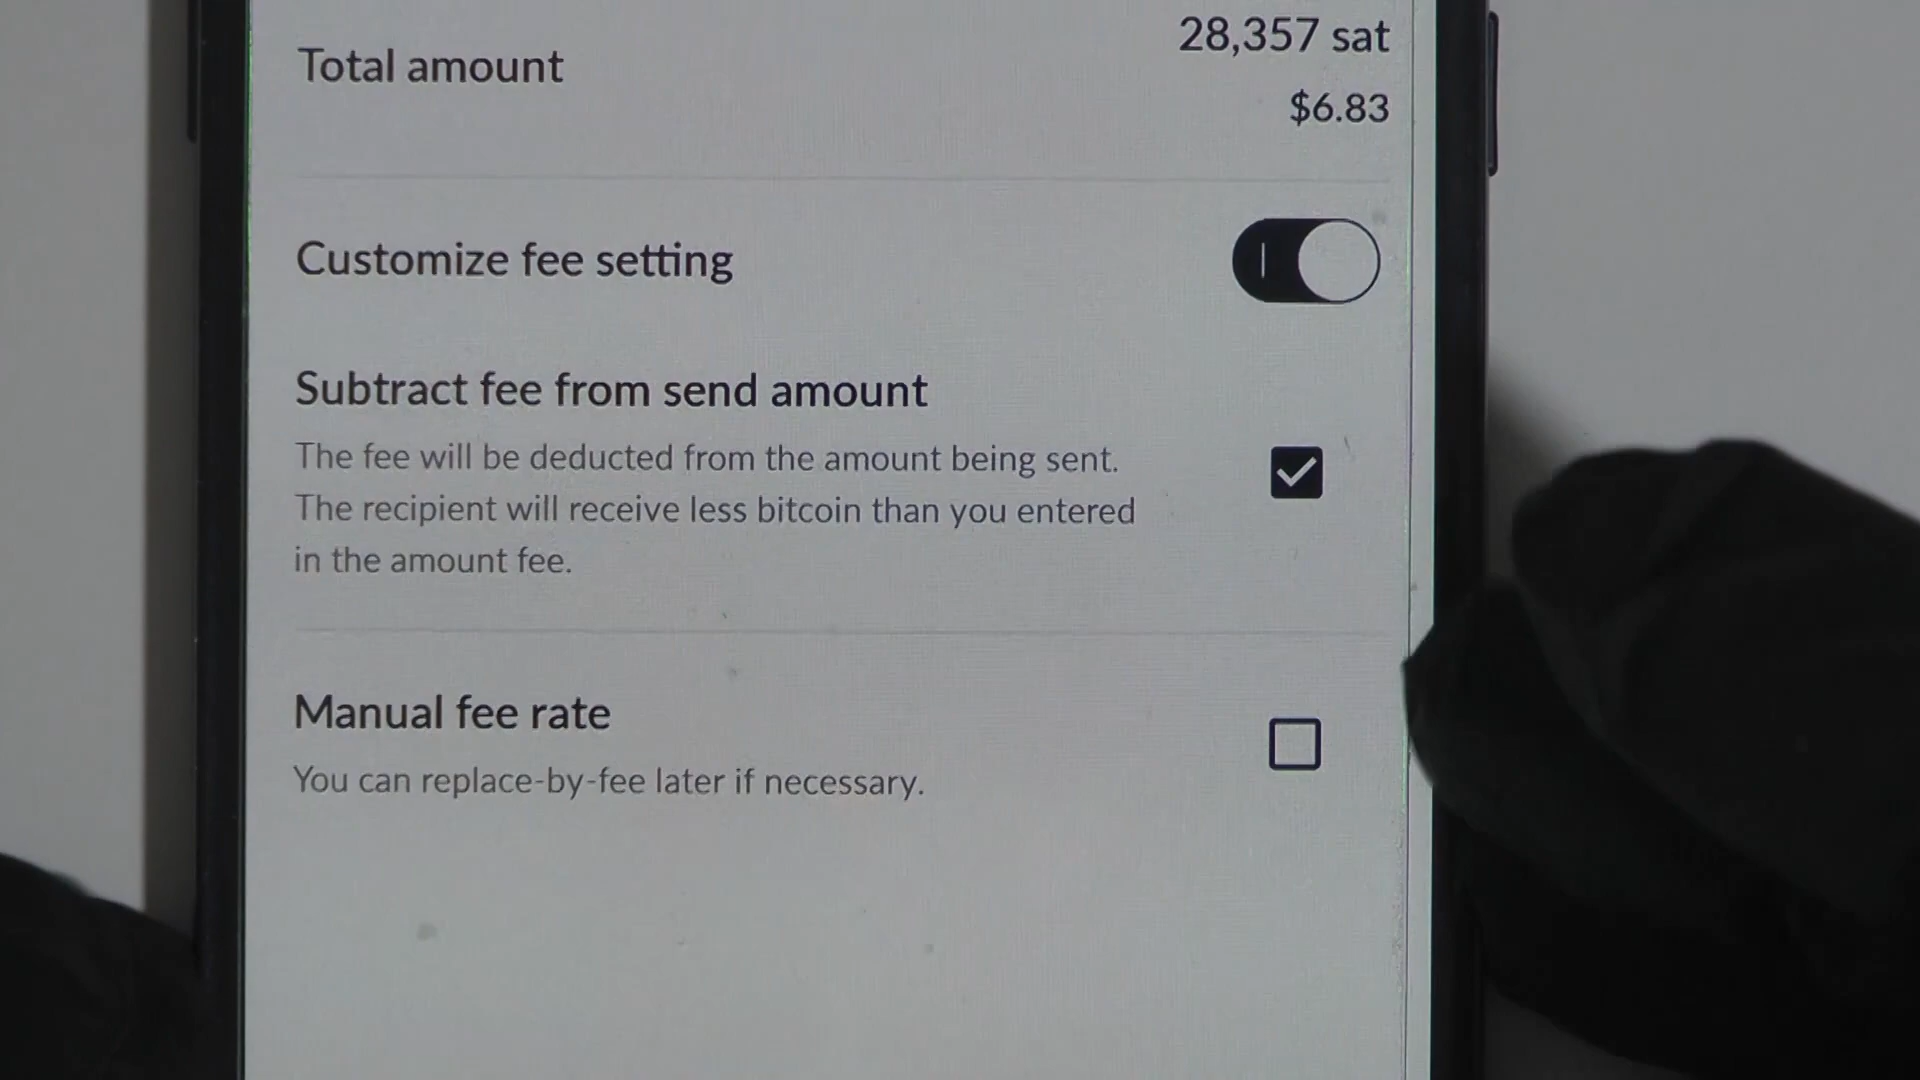 28,357 sat
Total amount
$6.83
Customize fee setting
Subtract fee from send amount
The fee will be deducted from the amount being sent.
The recipient will receive less bitcoin than you entered
in the amount fee.
Manual fee rate
You can replace-by-fee later if necessary.